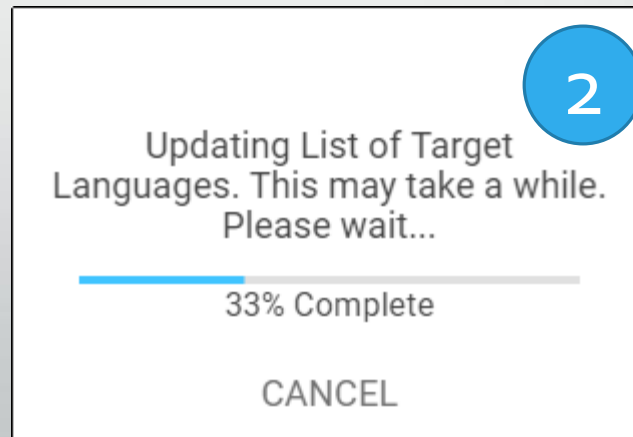 2
Updating List of Target
Languages. This may take a while.
Please wait...
33% Complete
CANCEL